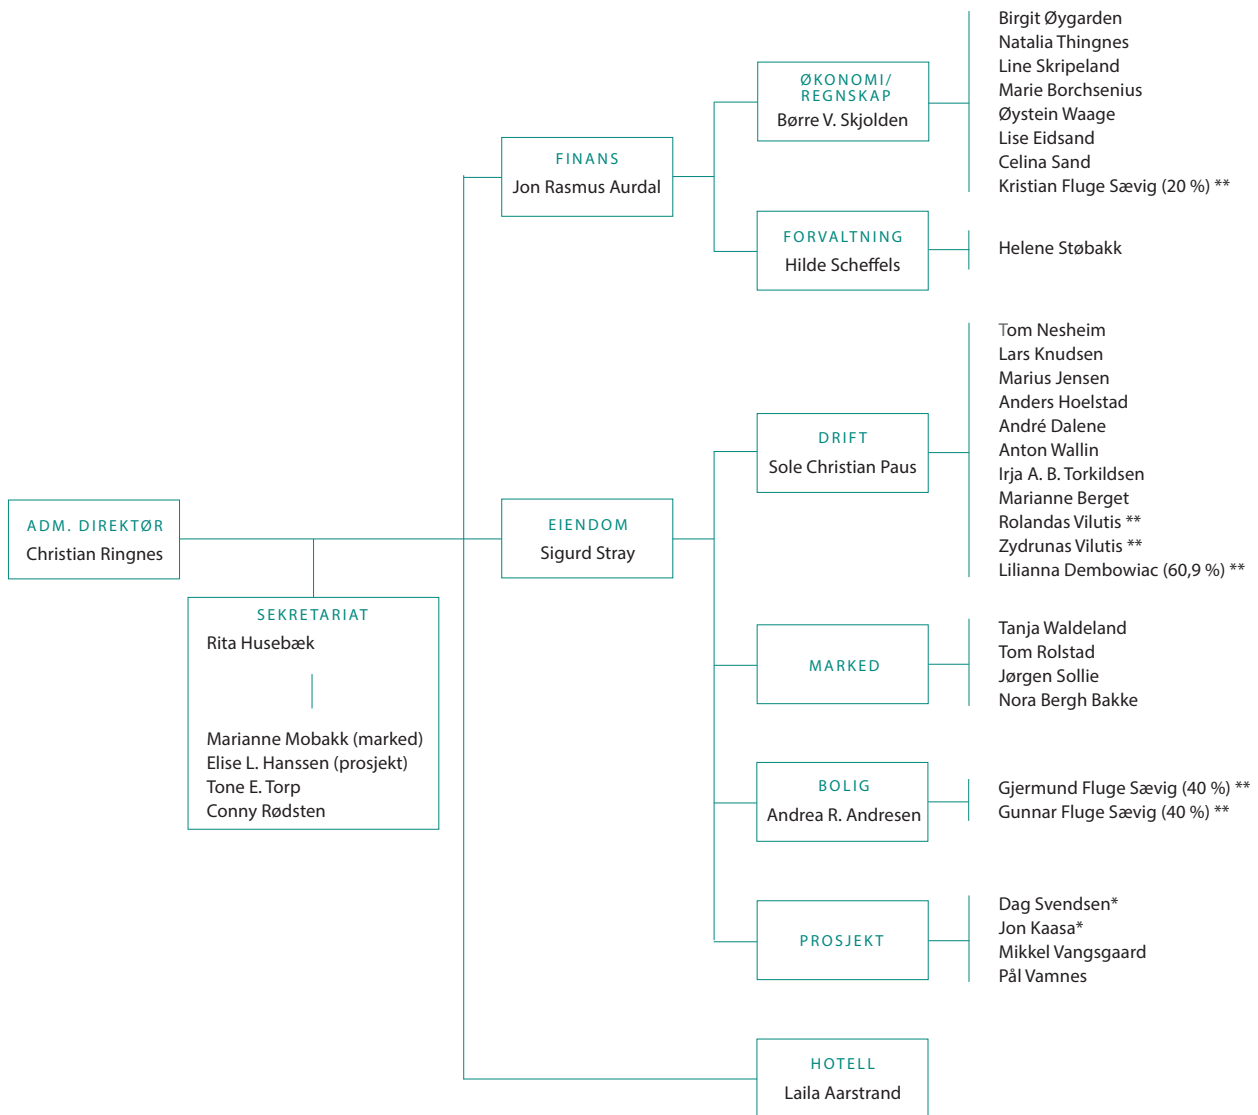 ADM. DIREKTØR
Christian Ringnes
SEKRETARIAT
Rita Husebæk
Marianne Mobakk (marked)
Elise L. Hanssen (prosjekt)
Tone E. Torp
Conny Rødsten
FINANS
Jon Rasmus Aurdal
ØKONOMI/
REGNSKAP
Børre V. Skjolden
Birgit Øygarden
Natalia Thingnes
Line Skripeland
Marie Borchsenius
Øystein Waage
Lise Eidsand
Celina Sand
Kristian Fluge Sævig (20 %) **
FORVALTNING
Hilde Scheffels
Helene Støbakk
EIENDOM
Sigurd Stray
DRIFT
Sole Christian Paus
Tom Nesheim
Lars Knudsen
Marius Jensen
Anders Hoelstad
André Dalene
Anton Wallin
Irja A. B. Torkildsen
Marianne Berget
Rolandas Vilutis **
Zydrunas Vilutis **
Lilianna Dembowiac (60,9 %) **
MARKED
Tanja Waldeland
Tom Rolstad
Jørgen Sollie
Nora Bergh Bakke
BOLIG
Andrea R. Andresen
Gjermund Fluge Sævig (40 %) **
Gunnar Fluge Sævig (40 %) **
PROSJEKT
Dag Svendsen*
Jon Kaasa*
Mikkel Vangsgaard
Pål Vamnes
HOTELL
Laila Aarstrand